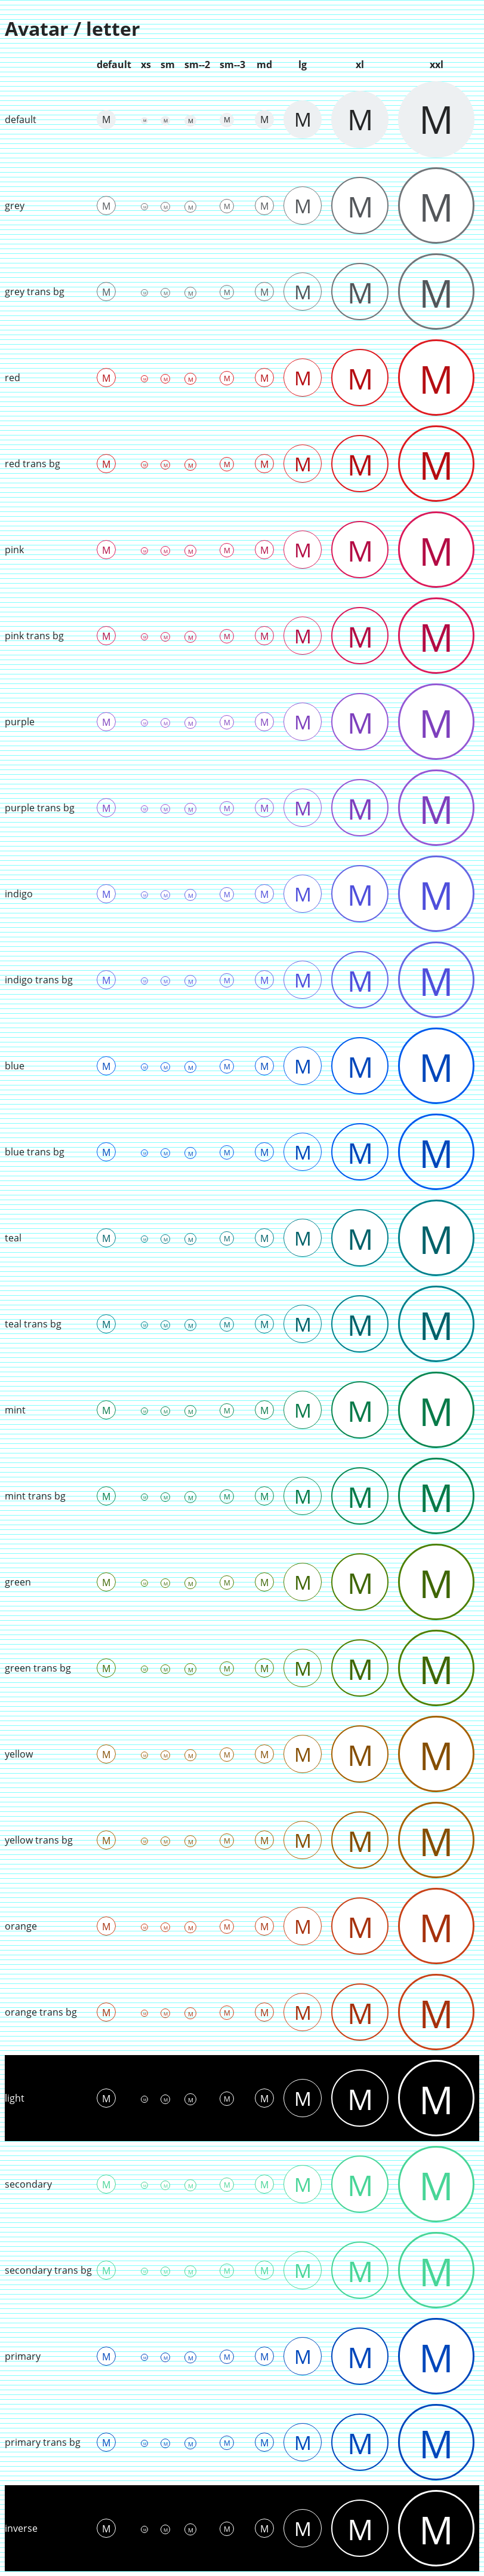 Avatar / letter
default xs sm sm--2 sm--3 md lg xl xxl
default M M M M M M M M M
grey M M M M M M M M M
grey trans bg M M M M M M M M M
red M M M M M M M M M
red trans bg M M M M M M M M M
pink M M M M M M M M M
pink trans bg M M M M M M M M M
purple M M M M M M M M M
purple trans bg M M M M M M M M M
indigo M M M M M M M M M
indigo trans bg M M M M M M M M M
blue M M M M M M M M M
blue trans bg M M M M M M M M M
teal M M M M M M M M M
teal trans bg M M M M M M M M M
mint M M M M M M M M M
mint trans bg M M M M M M M M M
green M M M M M M M M M
green trans bg M M M M M M M M M
yellow M M M M M M M M M
yellow trans bg M M M M M M M M M
orange M M M M M M M M M
orange trans bg M M M M M M M M M
light M M M M M M M M M
secondary M M M M M M M M M
secondary trans bg M M M M M M M M M
primary M M M M M M M M M
primary trans bg M M M M M M M M M
inverse M M M M M M M M M